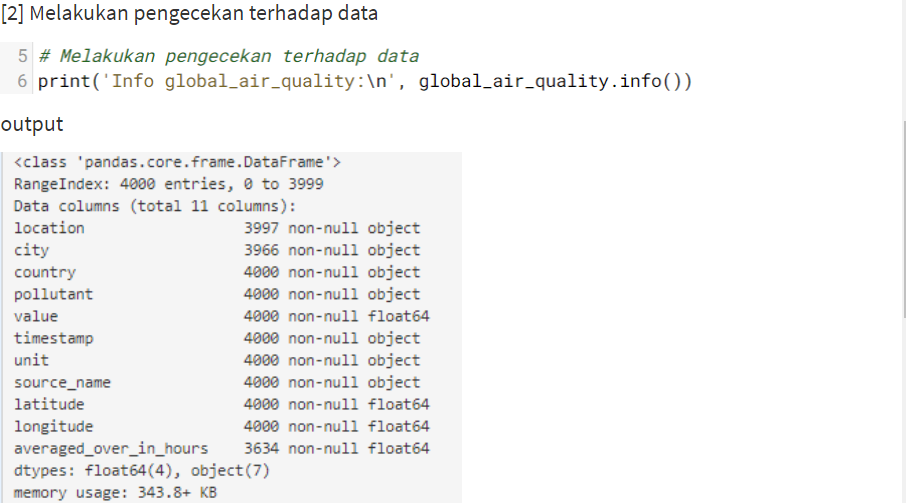 [2] Melakukan pengecekan terhadap data
5 # Melakukan pengecekan terhadap data
6 print('Info global_air_quality:\n', global_air_quality.info())
output
<class 'pandas.core.frame.DataFrame'>
RangeIndex: 4000 entries, 0 to 3999
Data columns (total 11 columns):
location 3997 non-null object
city 3966 non-null object
country 4000 non-null object
pollutant 4000 non-null object
value 4000 non-null float64
timestamp 4000 non-null object
unit 4000 non-null object
source_name 4000 non-null object
latitude 4000 non-null float64
longitude 4000 non-null float64
averaged_over_in_hours 3634 non-null float64
dtypes: float64(4), object(7)
memory usage: 343.8+ KB